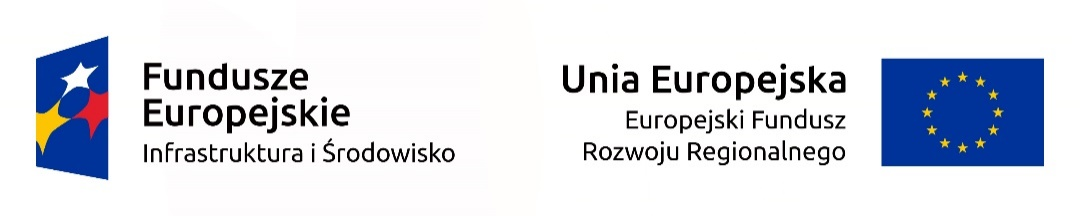 Fundusze
Europejskie
Infrastruktura i Środowisko
Unia Europejska
Europejski Fundusz
Rozwoju Regionalnego